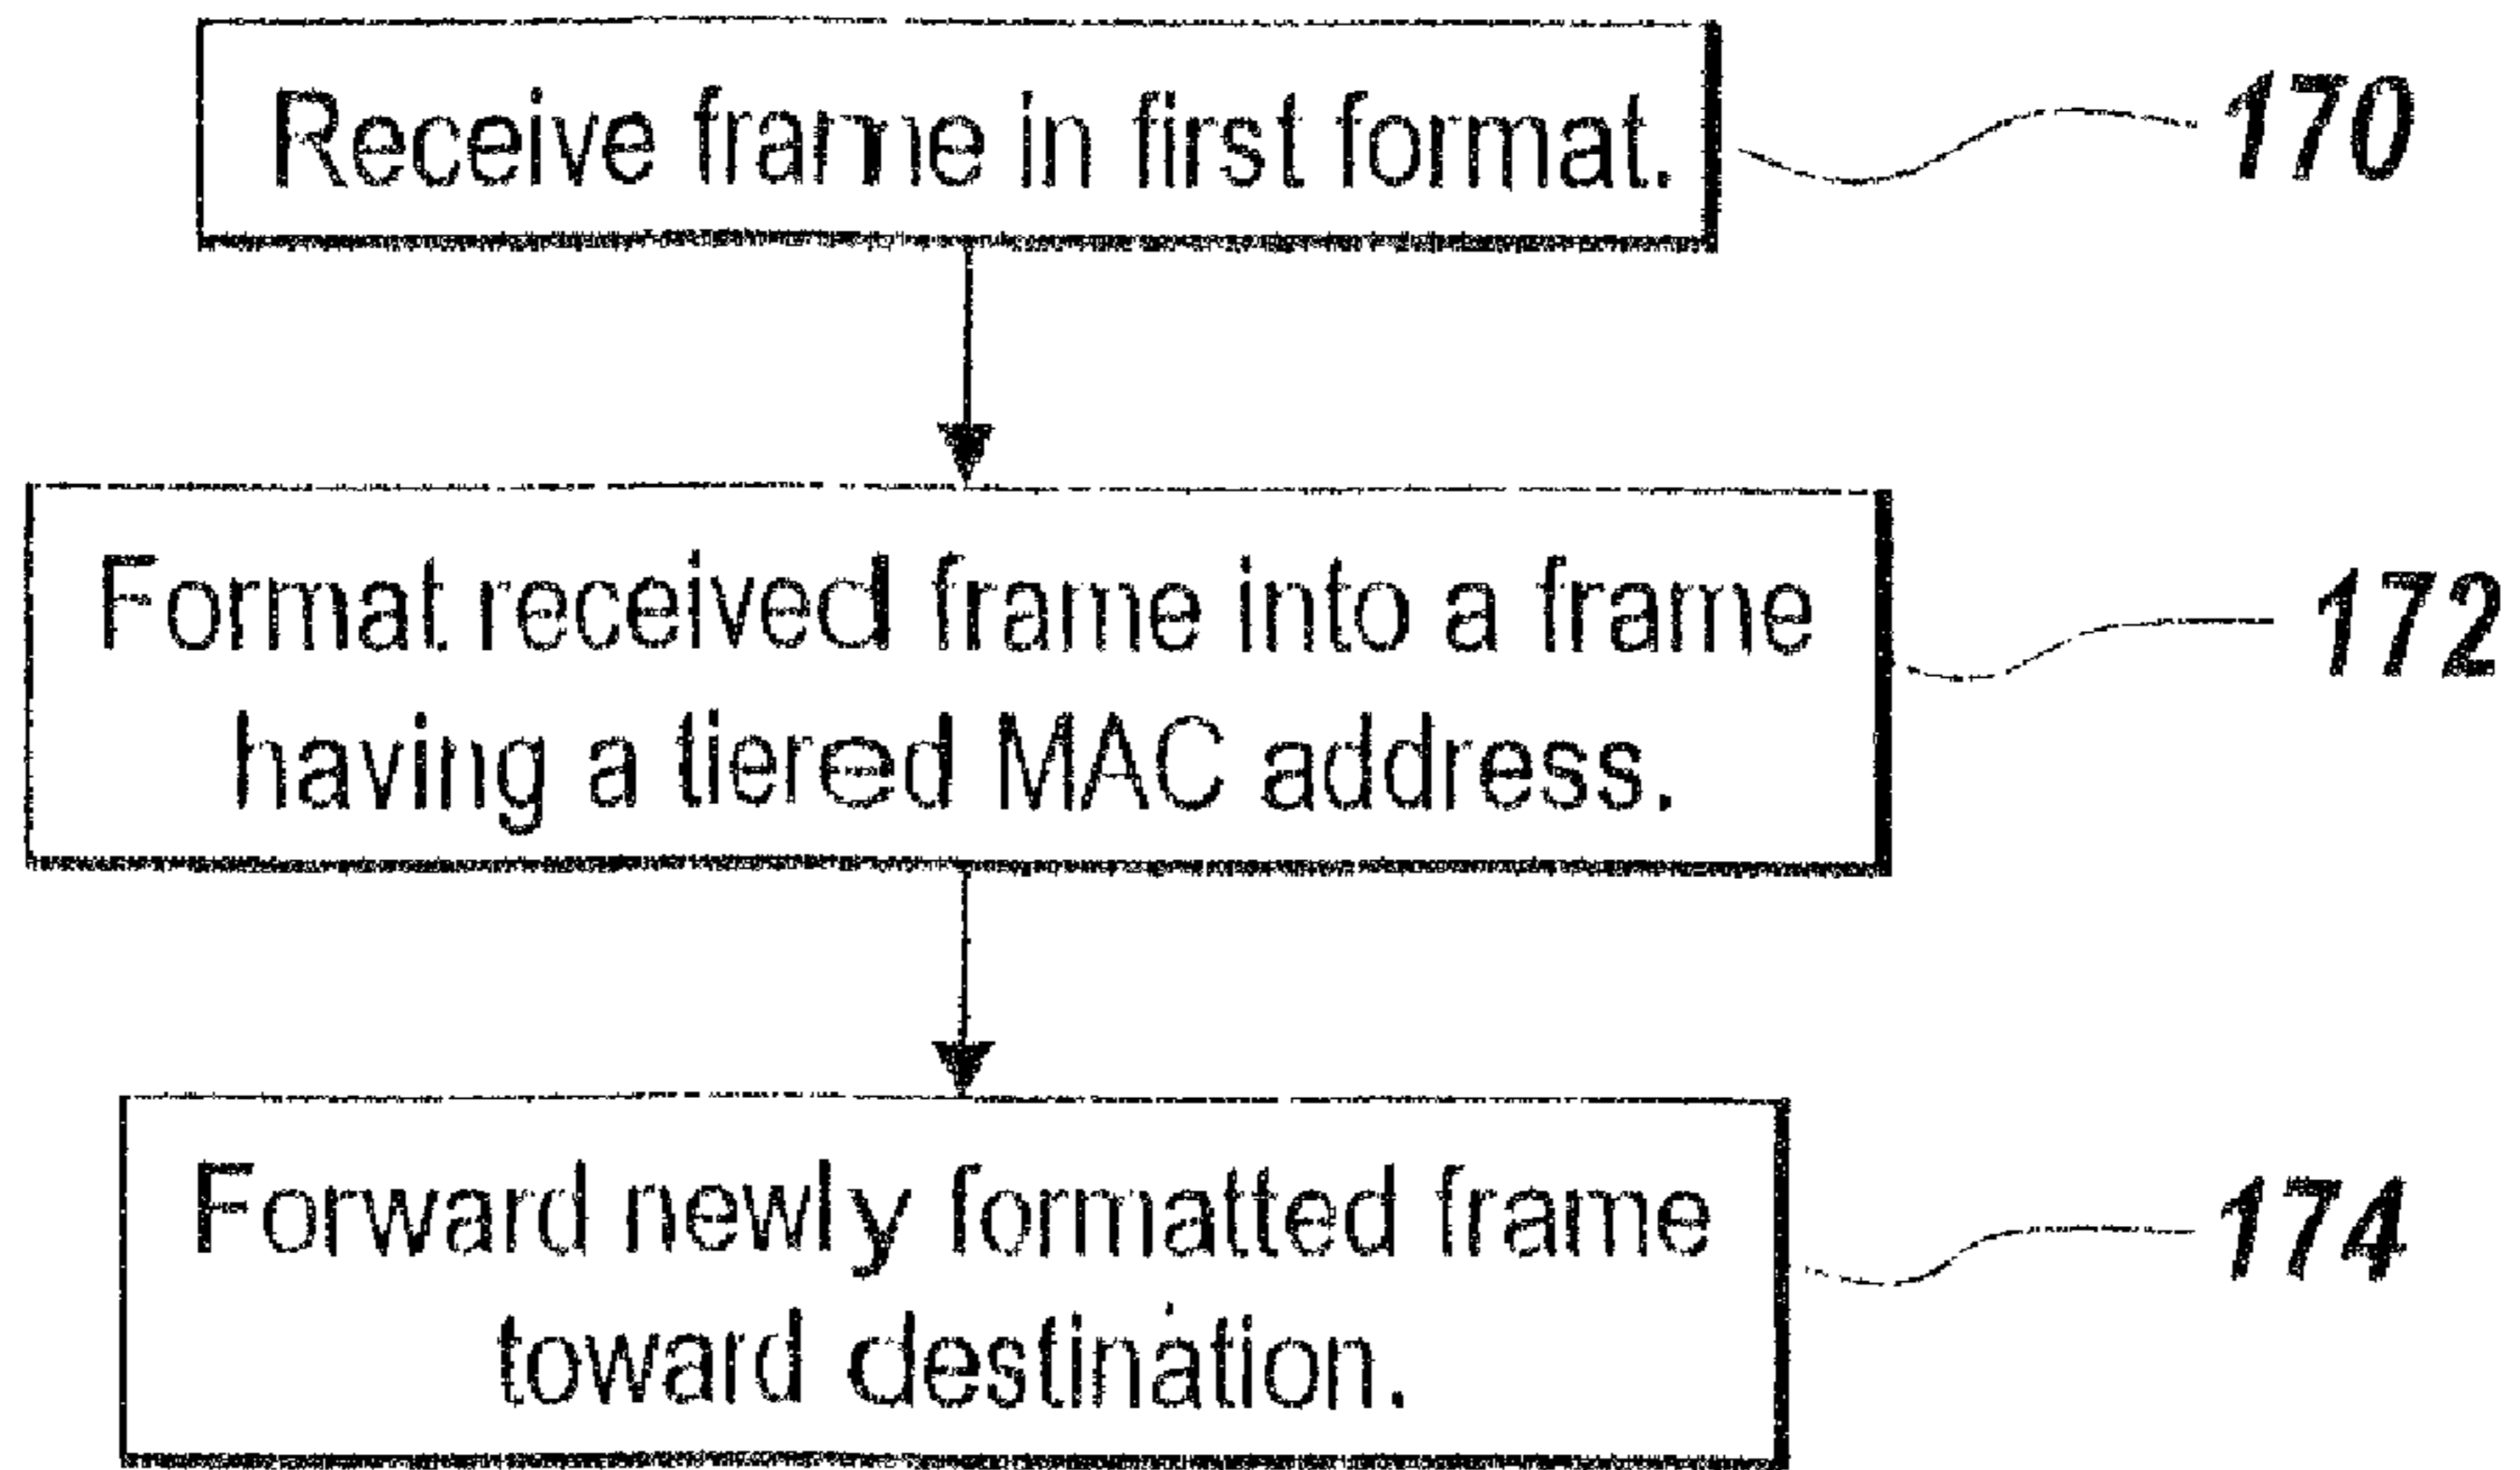 Receive frame in first format.
170
Format received frame into a frame
having a tiered MAC address.
172
Forward newly formatted frame
toward destination.
174